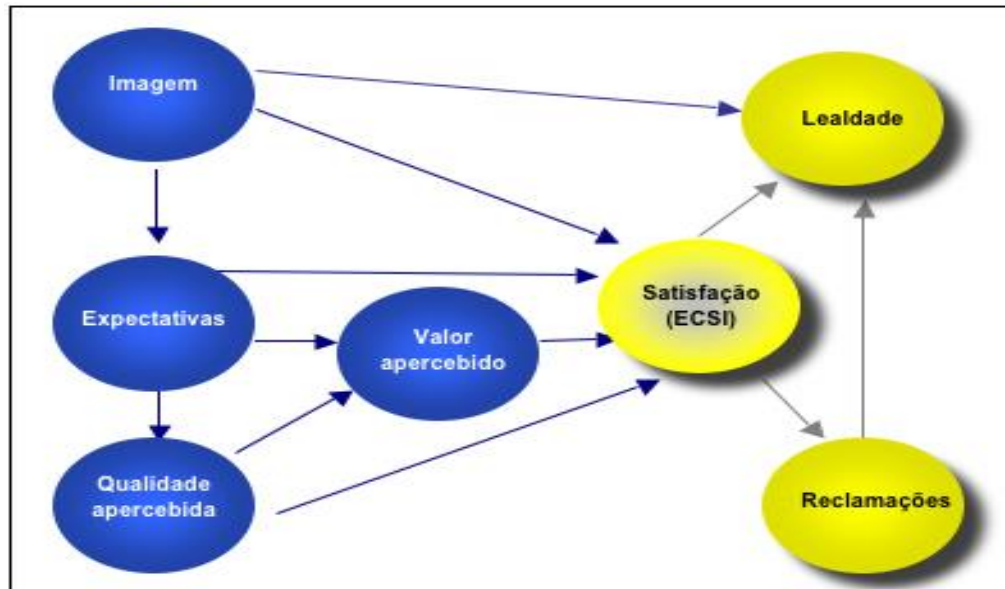 Imagem
Lealdade
Expectativas
Satisfação
(ECSI)
Valor
apercebido
Qualidade
apercebida
Reclamações